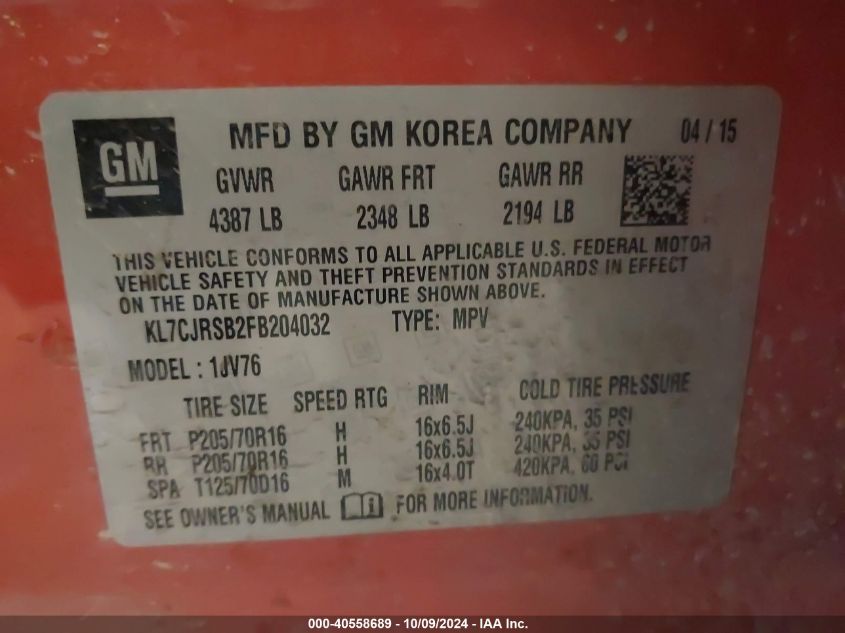 GM
MFD BY GM KOREA COMPANY 04 / 15
GVWR GAWR FRT GAWR RR
4387 LB 2348 LB 2194 LB
THIS VEHICLE CONFORMS TO ALL APPLICABLE U.S. FEDERAL MOTOR
VEHICLE SAFETY AND THEFT PREVENTION STANDARDS IN EFFECT
ON THE DATE OF MANUFACTURE SHOWN ABOVE.
KL7CJRSB2FB204032 TYPE: MPV
MODEL : 1JV76
TIRE SIZE SPEED RTG RIM COLD TIRE PRESSURE
FRT P205/70R16 H 16x6.5J 240KPA, 35 PSI
RR P205/70R16 H 16x6.5J 240KPA, 35 PSI
SPA T125/70D16 M 16x4.0T 420KPA, 60 PSI
SEE OWNER'S MANUAL FOR MORE INFORMATION.
000-40558689 - 10/09/2024 - IAA Inc.